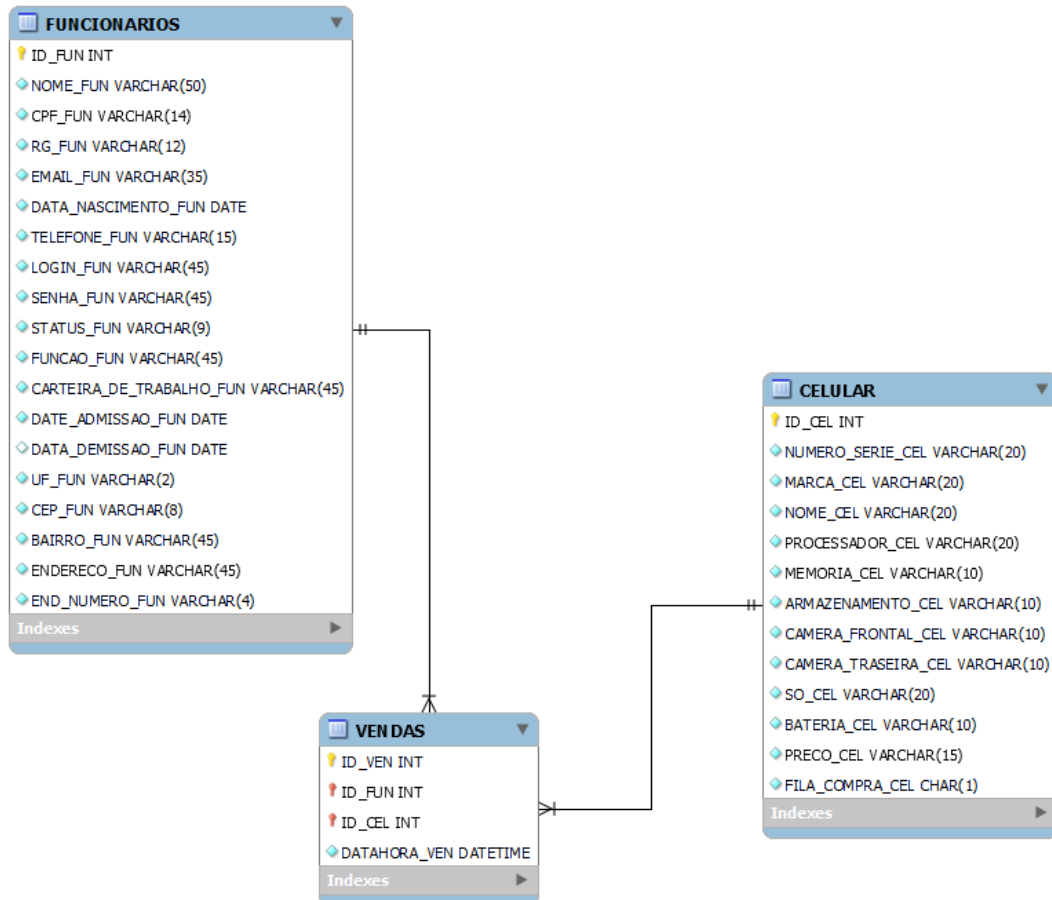 FUNCIONARIOS
ID_FUN INT
NOME_FUN VARCHAR(50)
CPF_FUN VARCHAR(14)
RG_FUN VARCHAR(12)
EMAIL_FUN VARCHAR(35)
DATA_NASCIMENTO_FUN DATE
TELEFONE_FUN VARCHAR(15)
LOGIN_FUN VARCHAR(45)
SENHA_FUN VARCHAR(45)
STATUS_FUN VARCHAR(9)
FUNCAO_FUN VARCHAR(45)
CARTEIRA_DE_TRABALHO_FUN VARCHAR(45)
DATE_ADMISSAO_FUN DATE
DATA_DEMISSAO_FUN DATE
UF_FUN VARCHAR(2)
CEP_FUN VARCHAR(8)
BAIRRO_FUN VARCHAR(45)
ENDERECO_FUN VARCHAR(45)
END_NUMERO_FUN VARCHAR(4)
Indexes
CELULAR
ID_CEL INT
NUMERO_SERIE_CEL VARCHAR(20)
MARCA_CEL VARCHAR(20)
NOME_CEL VARCHAR(20)
PROCESSADOR_CEL VARCHAR(20)
MEMORIA_CEL VARCHAR(10)
ARMAZENAMENTO_CEL VARCHAR(10)
CAMERA_FRONTAL_CEL VARCHAR(10)
CAMERA_TRASEIRA_CEL VARCHAR(10)
SO_CEL VARCHAR(20)
BATERIA_CEL VARCHAR(10)
PRECO_CEL VARCHAR(15)
FILA_COMPRA_CEL CHAR(1)
Indexes
VENDAS
ID_VEN INT
ID_FUN INT
ID_CEL INT
DATAHORA_VEN DATETIME
Indexes